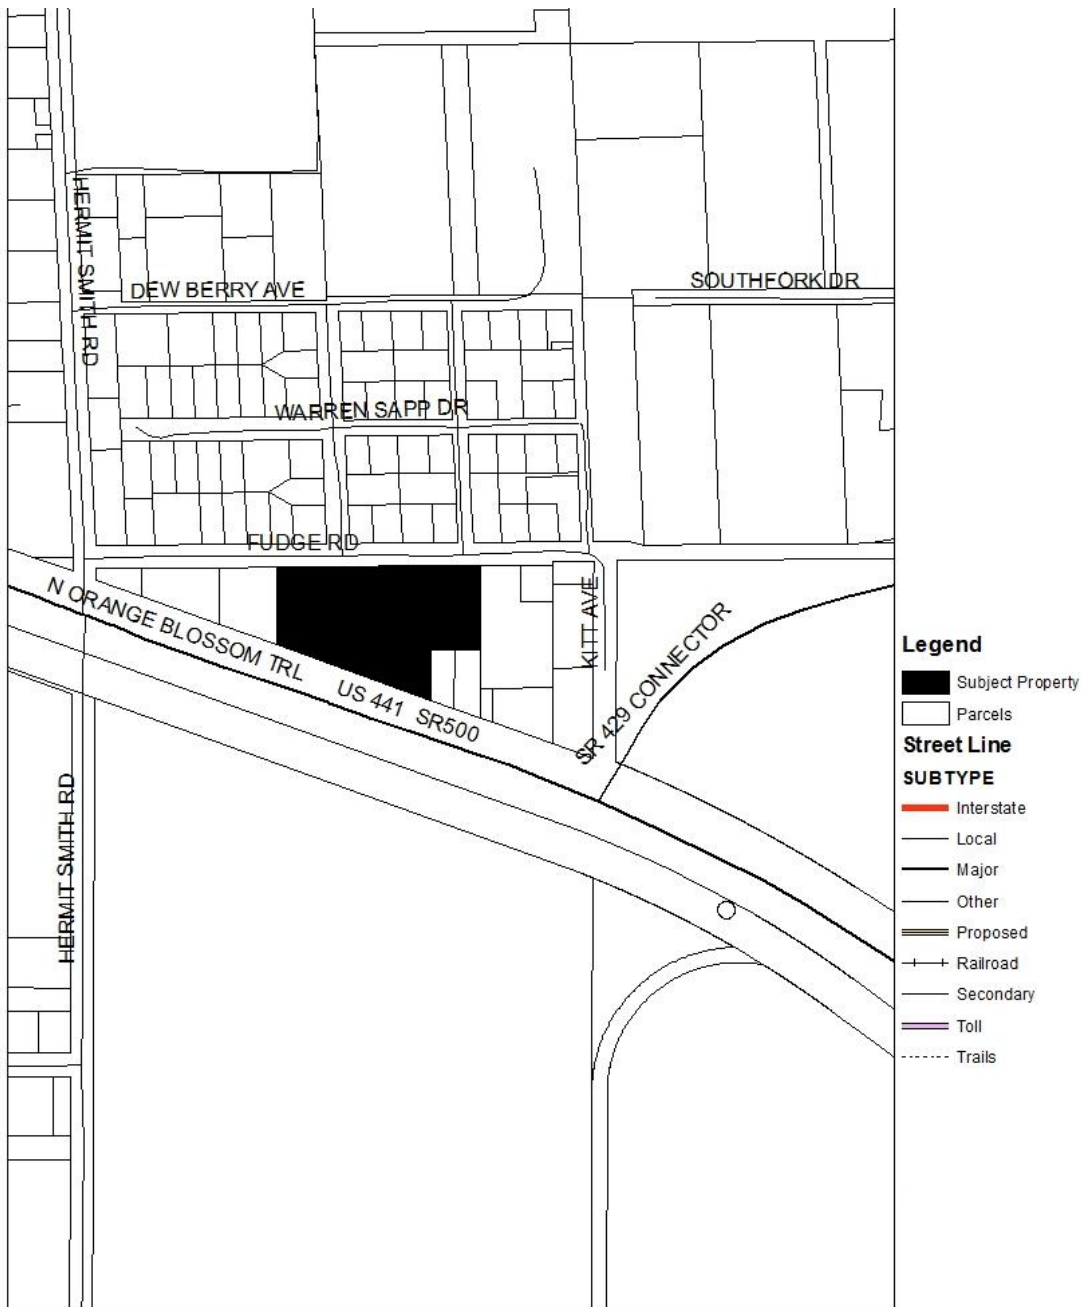 HERMIT SMITH RD
DEW BERRY AVE
SOUTHFORK DR
WARREN SAPP DR
FUDGE RD
N ORANGE BLOSSOM TRL
US 441 SR500
KITT AVE
SR 429 CONNECTOR
HERMIT SMITH RD
Legend
Subject Property
Parcels
Street Line
SUBTYPE
Interstate
Local
Major
Other
Proposed
Railroad
Secondary
Toll
Trails